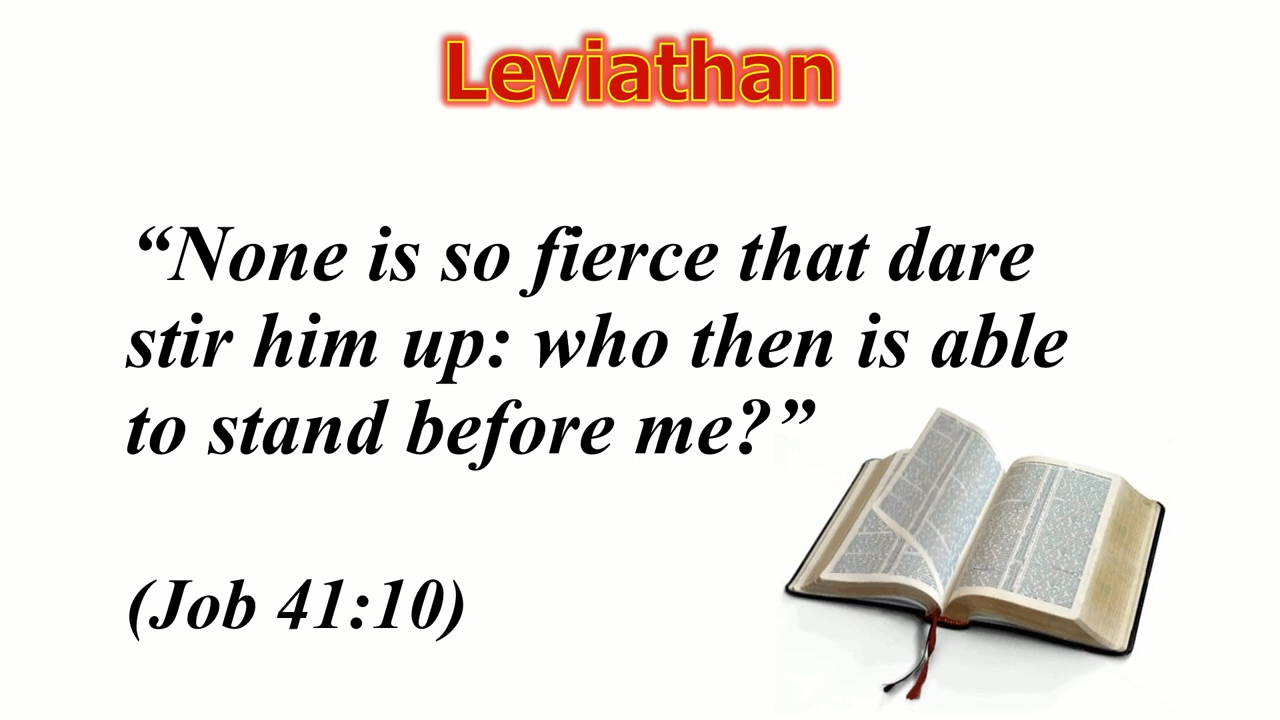 Leviathan
“None is so fierce that dare
stir him up: who then is able
to stand before me?”
(Job 41:10)